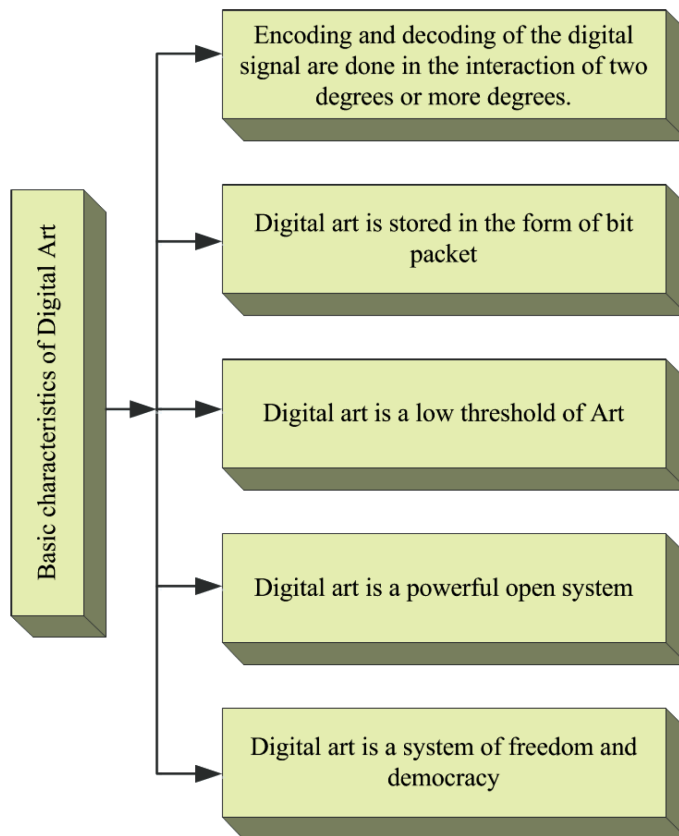 Basic characteristics of Digital Art
Encoding and decoding of the digital
signal are done in the interaction of two
degrees or more degrees.
Digital art is stored in the form of bit
packet
Digital art is a low threshold of Art
Digital art is a powerful open system
Digital art is a system of freedom and
democracy